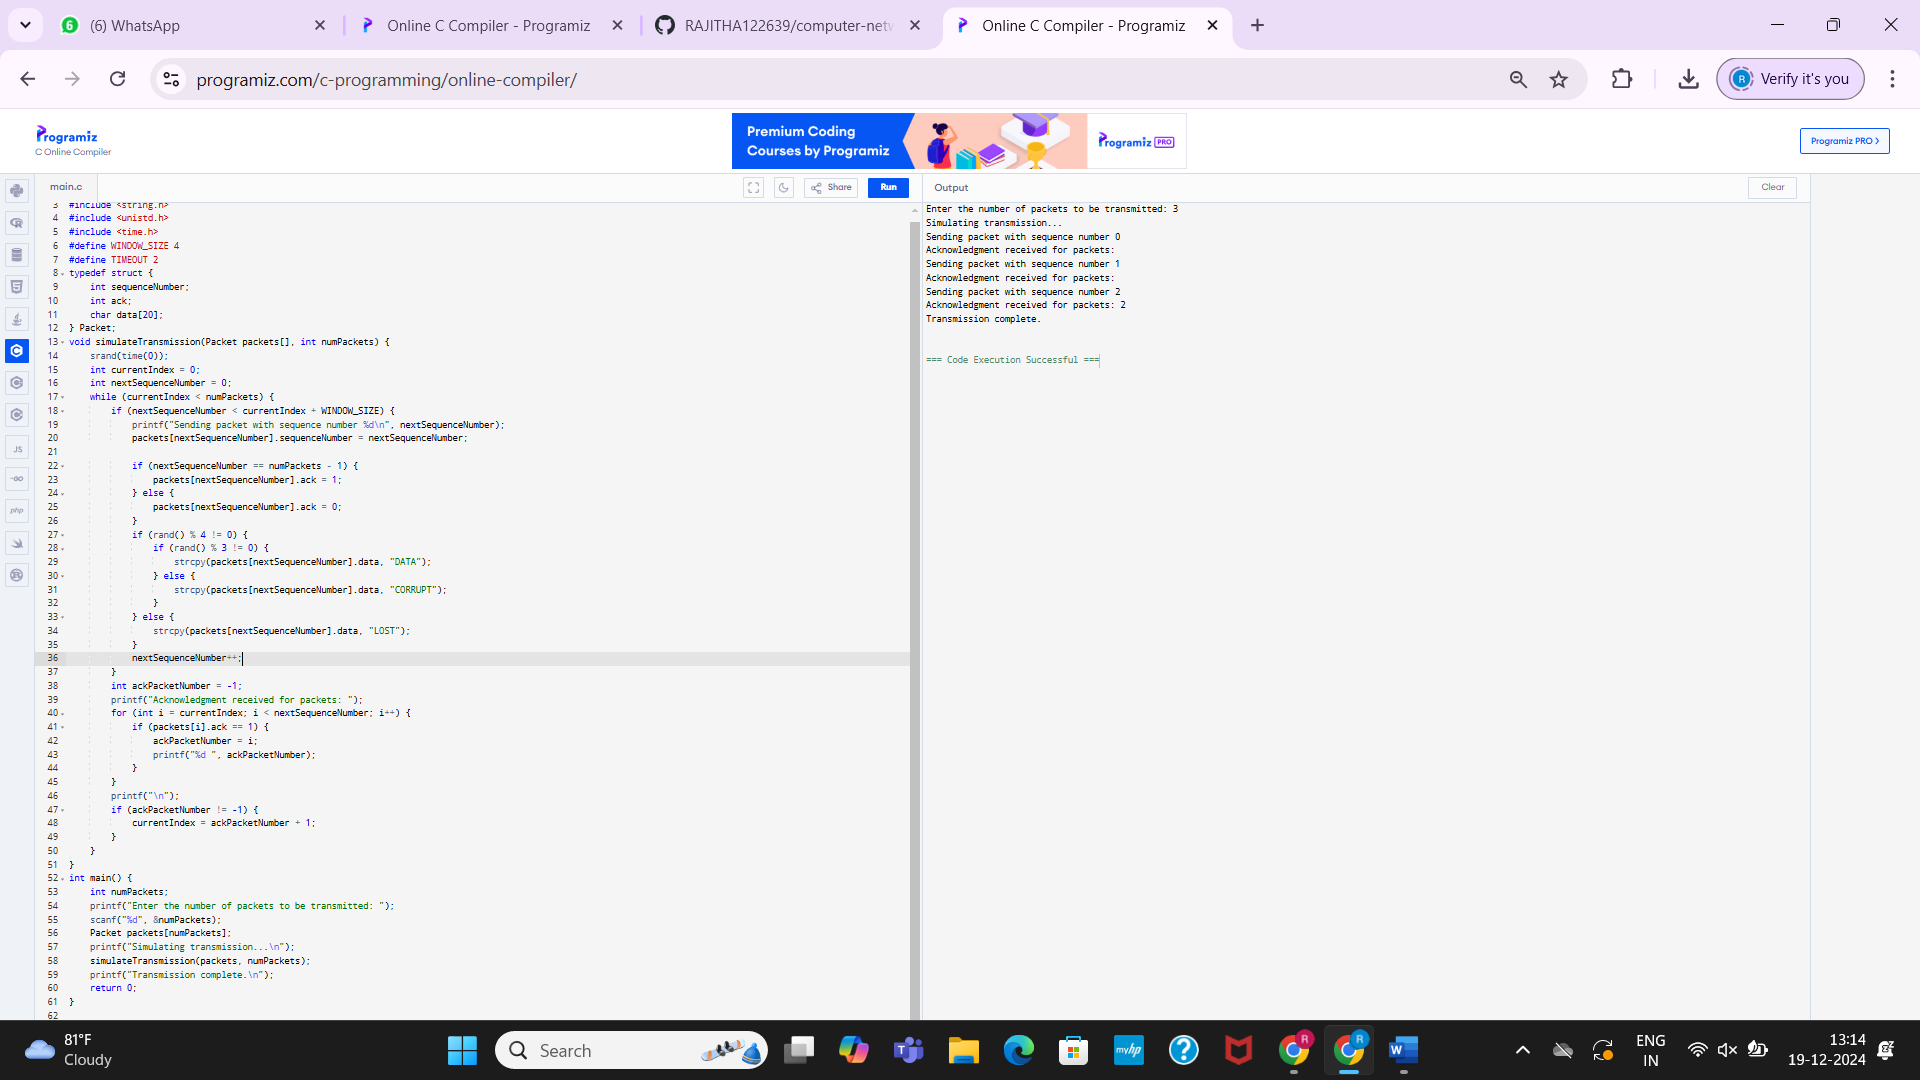 (6) WhatsApp
Online C Compiler - Programiz
RAJITHA122639/computer-netw
Online C Compiler - Programiz
programiz.com/c-programming/online-compiler/
Verify it's you
Programiz
C Online Compiler
Premium Coding
Courses by Programiz
Programiz PRO
Programiz PRO >
main.c
Share
Run
Output
Clear
3 #include <string.h>
4 #include <unistd.h>
5 #include <time.h>
6 #define WINDOW_SIZE 4
7 #define TIMEOUT 2
8 typedef struct {
9 int sequenceNumber;
10 int ack;
11 char data[20];
12 } Packet;
13 void simulateTransmission(Packet packets[], int numPackets) {
14 srand(time(0));
15 int currentIndex = 0;
16 int nextSequenceNumber = 0;
17 while (currentIndex < numPackets) {
18 if (nextSequenceNumber < currentIndex + WINDOW_SIZE) {
19 printf("Sending packet with sequence number %d\n", nextSequenceNumber);
20 packets[nextSequenceNumber].sequenceNumber = nextSequenceNumber;
21
22 if (nextSequenceNumber == numPackets - 1) {
23 packets[nextSequenceNumber].ack = 1;
24 } else {
25 packets[nextSequenceNumber].ack = 0;
26 }
27 if (rand() % 4 != 0) {
28 if (rand() % 3 != 0) {
29 strcpy(packets[nextSequenceNumber].data, "DATA");
30 } else {
31 strcpy(packets[nextSequenceNumber].data, "CORRUPT");
32 }
33 } else {
34 strcpy(packets[nextSequenceNumber].data, "LOST");
35 }
36 nextSequenceNumber++;
37 }
38 int ackPacketNumber = -1;
39 printf("Acknowledgment received for packets: ");
40 for (int i = currentIndex; i < nextSequenceNumber; i++) {
41 if (packets[i].ack == 1) {
42 ackPacketNumber = i;
43 printf("%d ", ackPacketNumber);
44 }
45 }
46 printf("\n");
47 if (ackPacketNumber != -1) {
48 currentIndex = ackPacketNumber + 1;
49 }
50 }
51 }
52 int main() {
53 int numPackets;
54 printf("Enter the number of packets to be transmitted: ");
55 scanf("%d", &numPackets);
56 Packet packets[numPackets];
57 printf("Simulating transmission...\n");
58 simulateTransmission(packets, numPackets);
59 printf("Transmission complete.\n");
60 return 0;
61 }
62
Enter the number of packets to be transmitted: 3
Simulating transmission...
Sending packet with sequence number 0
Acknowledgment received for packets:
Sending packet with sequence number 1
Acknowledgment received for packets:
Sending packet with sequence number 2
Acknowledgment received for packets: 2
Transmission complete.
=== Code Execution Successful ===
JS
GO
php
81°F
Cloudy
Search
myhp
ENG
IN
13:14
19-12-2024